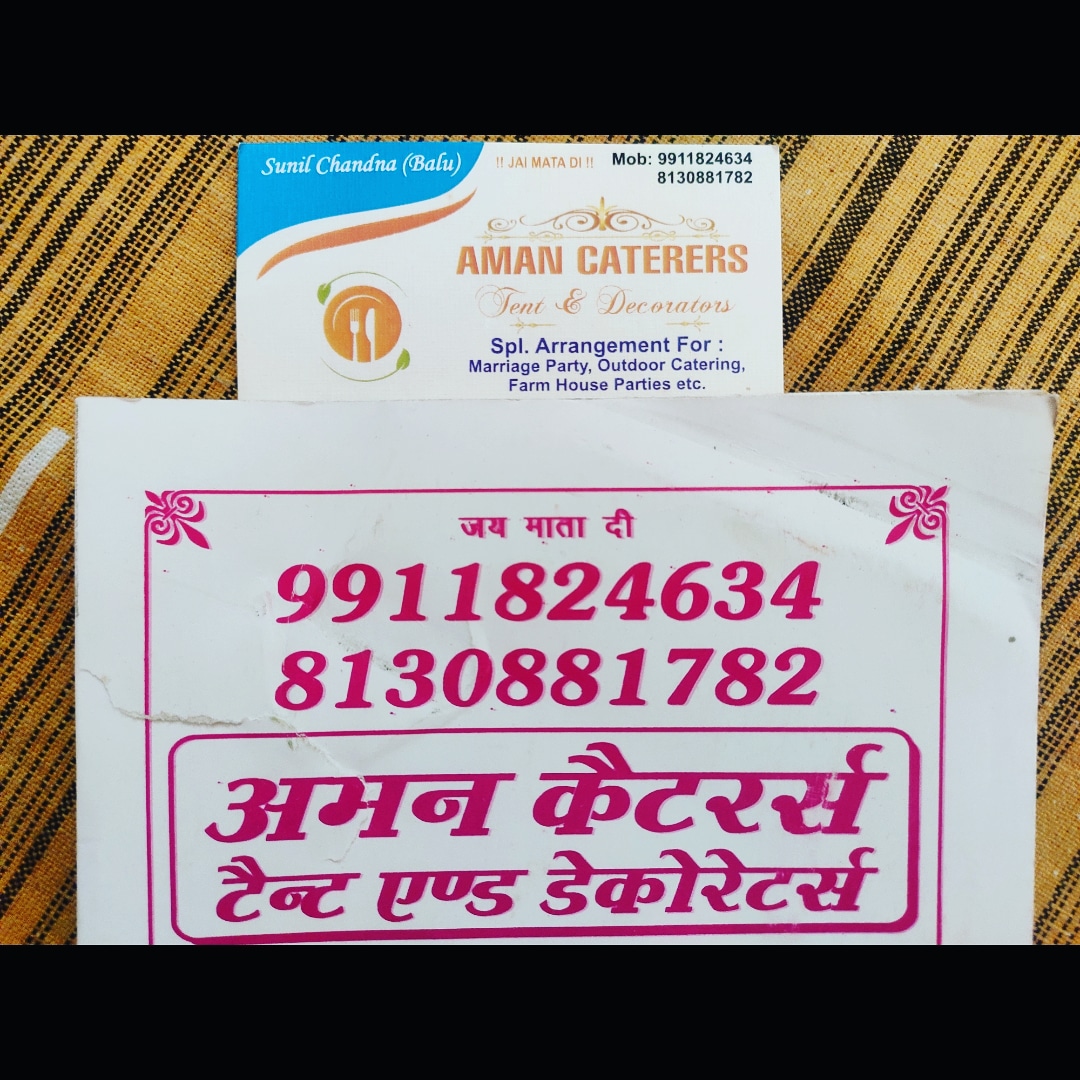 Sunil Chandna (Balu)
!! JAI MATA DI !!
Mob: 9911824634
8130881782
AMAN CATERERS
Tent & Decorators
Spl. Arrangement For :
Marriage Party, Outdoor Catering,
Farm House Parties etc.
जय माता दी
9911824634
8130881782
अमन कैटरर्स
टैन्ट एण्ड डेकोरेटर्स